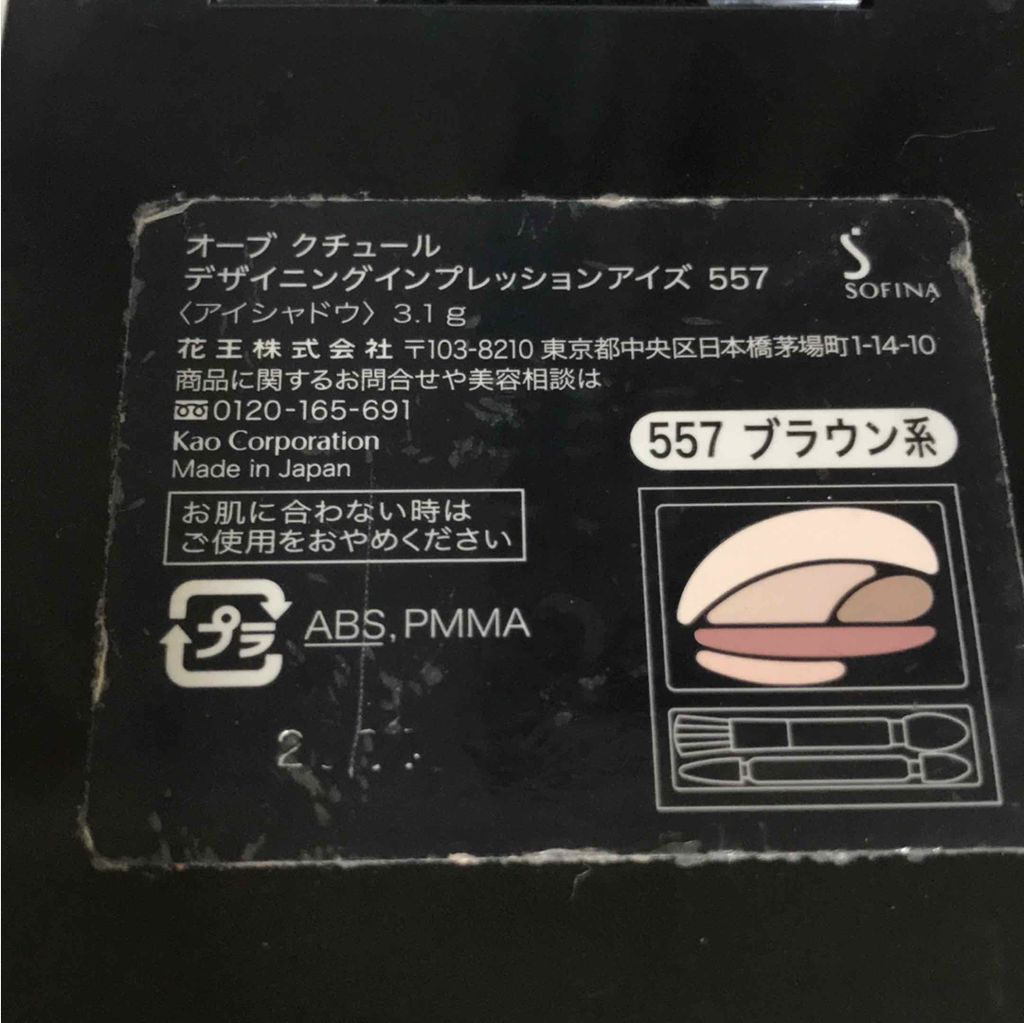 オーブ クチュール
デザイニングインプレッションアイズ 557
〈アイシャドウ〉 3.1 g
SOFINA
花王株式会社 〒103-8210 東京都中央区日本橋茅場町1-14-10
商品に関するお問合せや美容相談は
0120-165-691
Kao Corporation
Made in Japan
557 ブラウン系
お肌に合わない時は
ご使用をおやめください
プラ ABS, PMMA